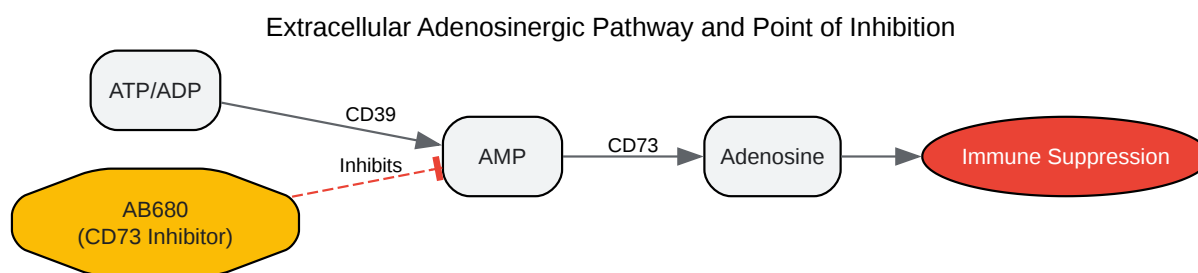 Extracellular Adenosinergic Pathway and Point of Inhibition
ATP/ADP
CD39
Inhibits
AMP
CD73
Adenosine
Immune Suppression
AB680
(CD73 Inhibitor)